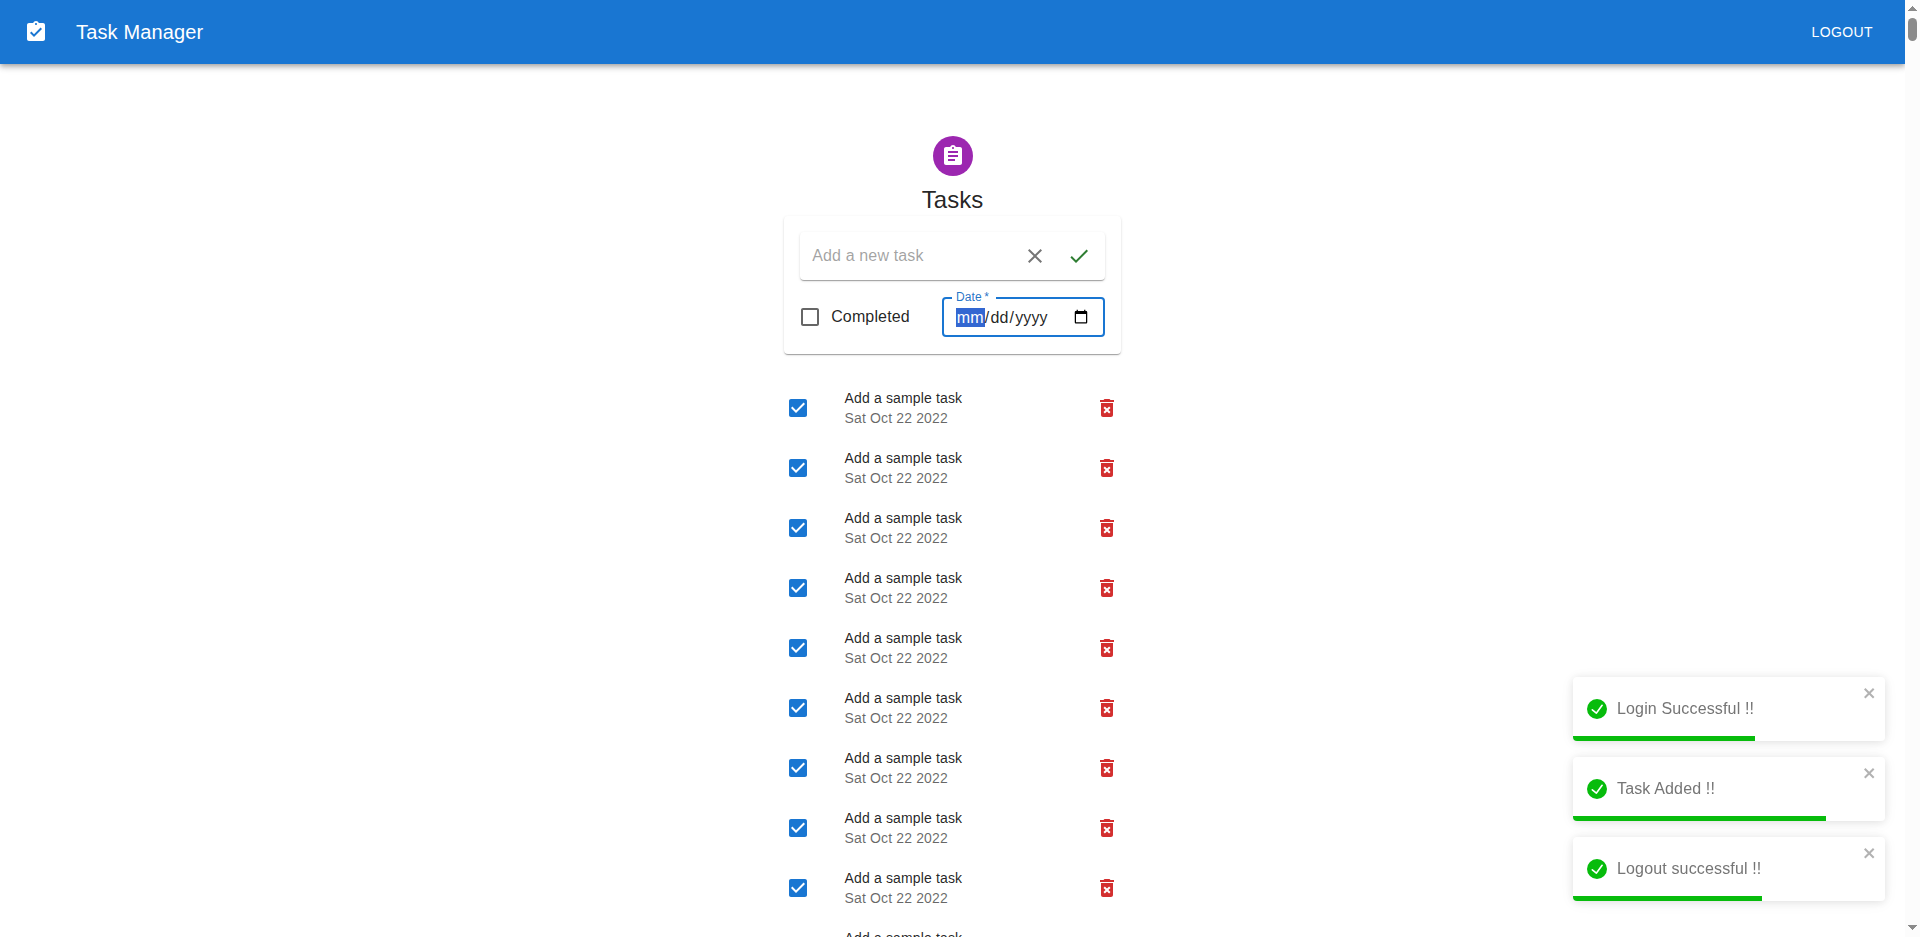 Task Manager
LOGOUT
Tasks
Add a new task
Completed
Date *
mm/dd/yyyy
Add a sample task
Sat Oct 22 2022
Add a sample task
Sat Oct 22 2022
Add a sample task
Sat Oct 22 2022
Add a sample task
Sat Oct 22 2022
Add a sample task
Sat Oct 22 2022
Add a sample task
Sat Oct 22 2022
Add a sample task
Sat Oct 22 2022
Add a sample task
Sat Oct 22 2022
Add a sample task
Sat Oct 22 2022
Add a sample task
Login Successful !!
Task Added !!
Logout successful !!